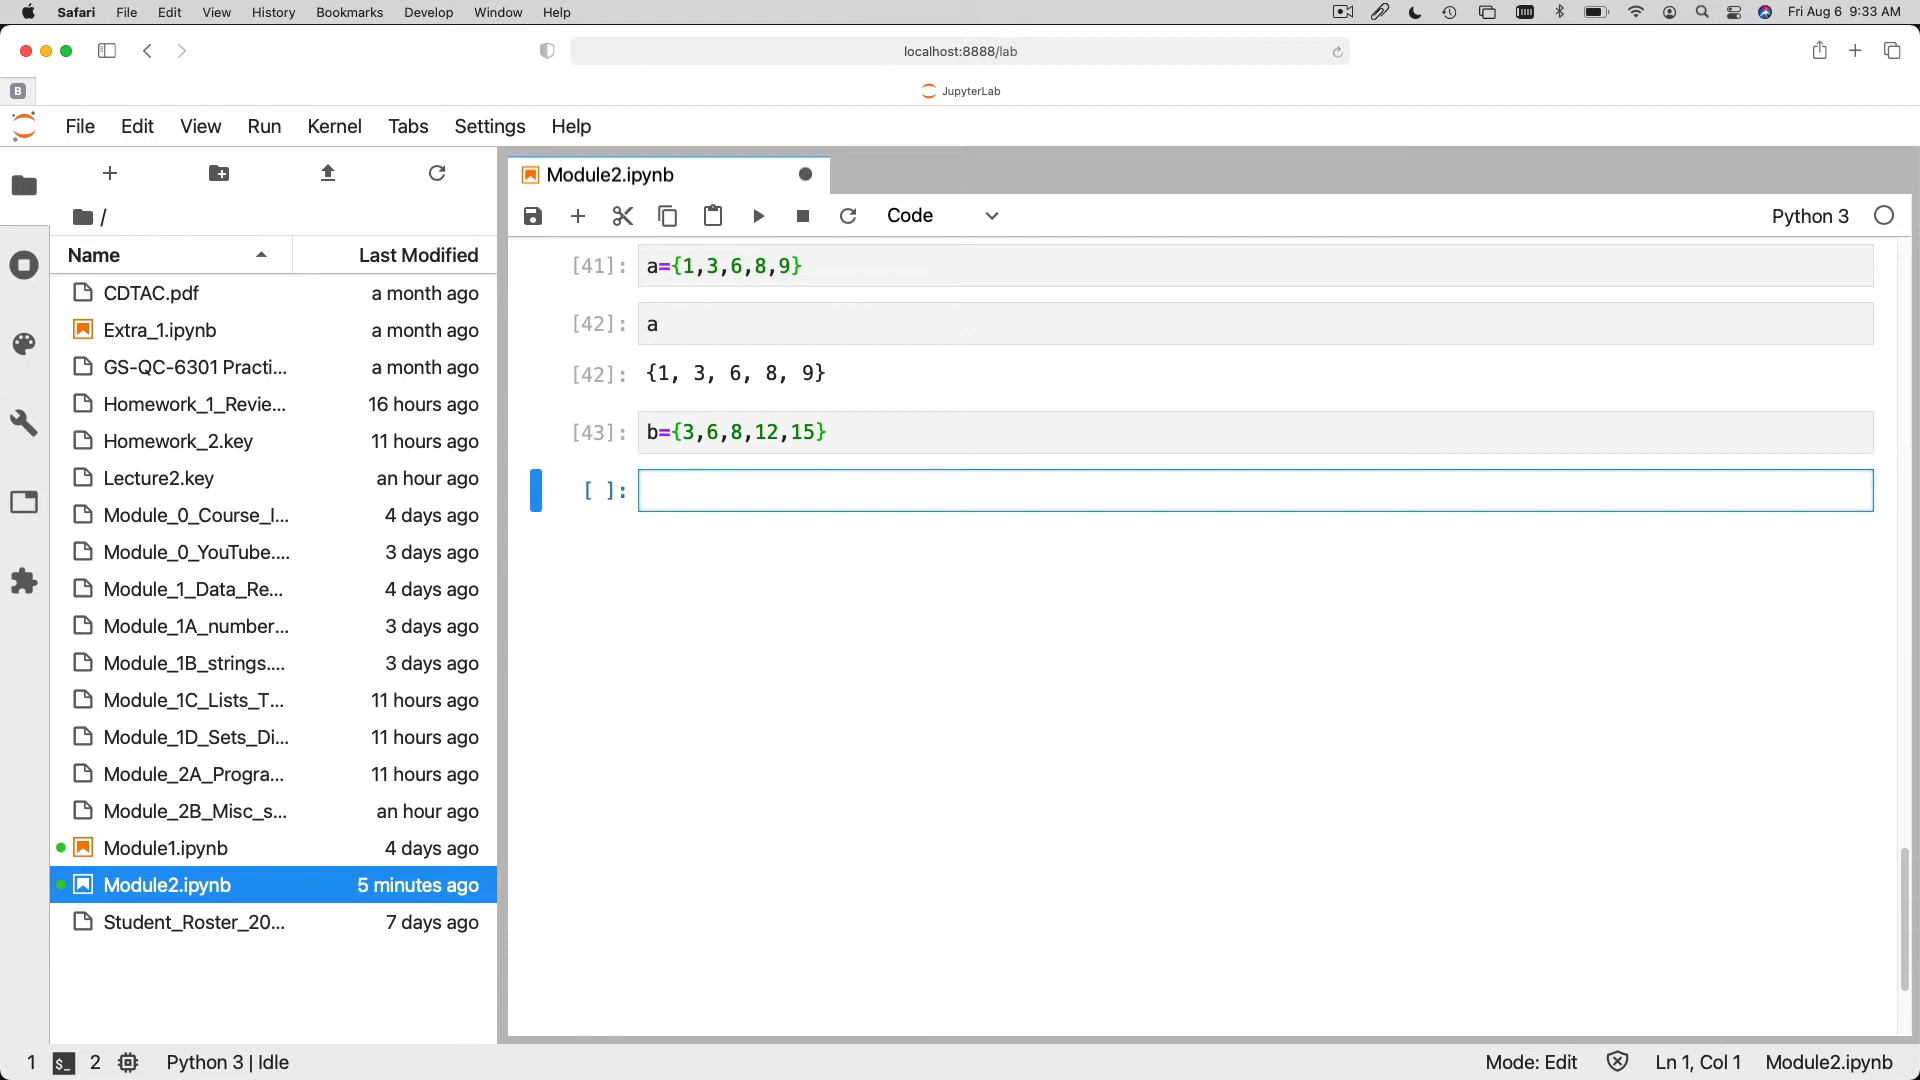 Safari File Edit View History Bookmarks Develop Window Help Fri Aug 6 9:33 AM
localhost:8888/lab
B JupyterLab
File Edit View Run Kernel Tabs Settings Help
Module2.ipynb
/
Code Python 3
Name Last Modified
CDTAC.pdf a month ago
Extra_1.ipynb a month ago
GS-QC-6301 Practi... a month ago
Homework_1_Revie... 16 hours ago
Homework_2.key 11 hours ago
Lecture2.key an hour ago
Module_0_Course_I... 4 days ago
Module_0_YouTube.... 3 days ago
Module_1_Data_Re... 4 days ago
Module_1A_number... 3 days ago
Module_1B_strings.... 3 days ago
Module_1C_Lists_T... 11 hours ago
Module_1D_Sets_Di... 11 hours ago
Module_2A_Progra... 11 hours ago
Module_2B_Misc_s... an hour ago
Module1.ipynb 4 days ago
Module2.ipynb 5 minutes ago
Student_Roster_20... 7 days ago
[41]: a={1,3,6,8,9}
[42]: a
[42]: {1, 3, 6, 8, 9}
[43]: b={3,6,8,12,15}
[ ]:
1 $_ 2 Python 3 | Idle Mode: Edit Ln 1, Col 1 Module2.ipynb